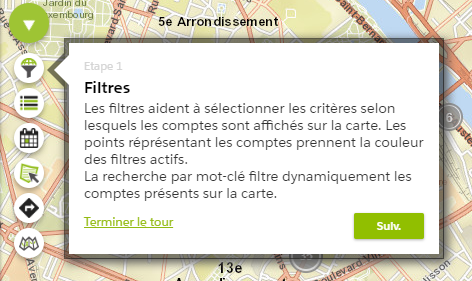 Jardin du
5e Arrondissement
Etape 1
Filtres
Les filtres aident à sélectionner les critères selon
lesquels les comptes sont affichés sur la carte. Les
points réprésentant les comptes prennent la couleur
des filtres actifs.
La recherche par mot-clé filtre dynamiquement les
comptes présents sur la carte.
Terminer le tour
Suiv.
6
35
13e